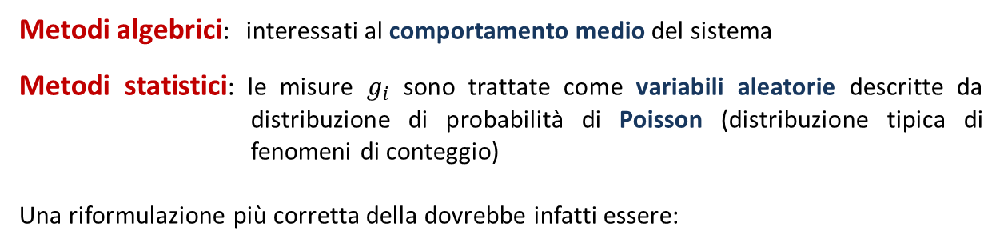 Metodi algebrici: interessati al comportamento medio del sistema
Metodi statistici: le misure 𝑔𝑖 sono trattate come variabili aleatorie descritte da
distribuzione di probabilità di Poisson (distribuzione tipica di
fenomeni di conteggio)
Una riformulazione più corretta della dovrebbe infatti essere: